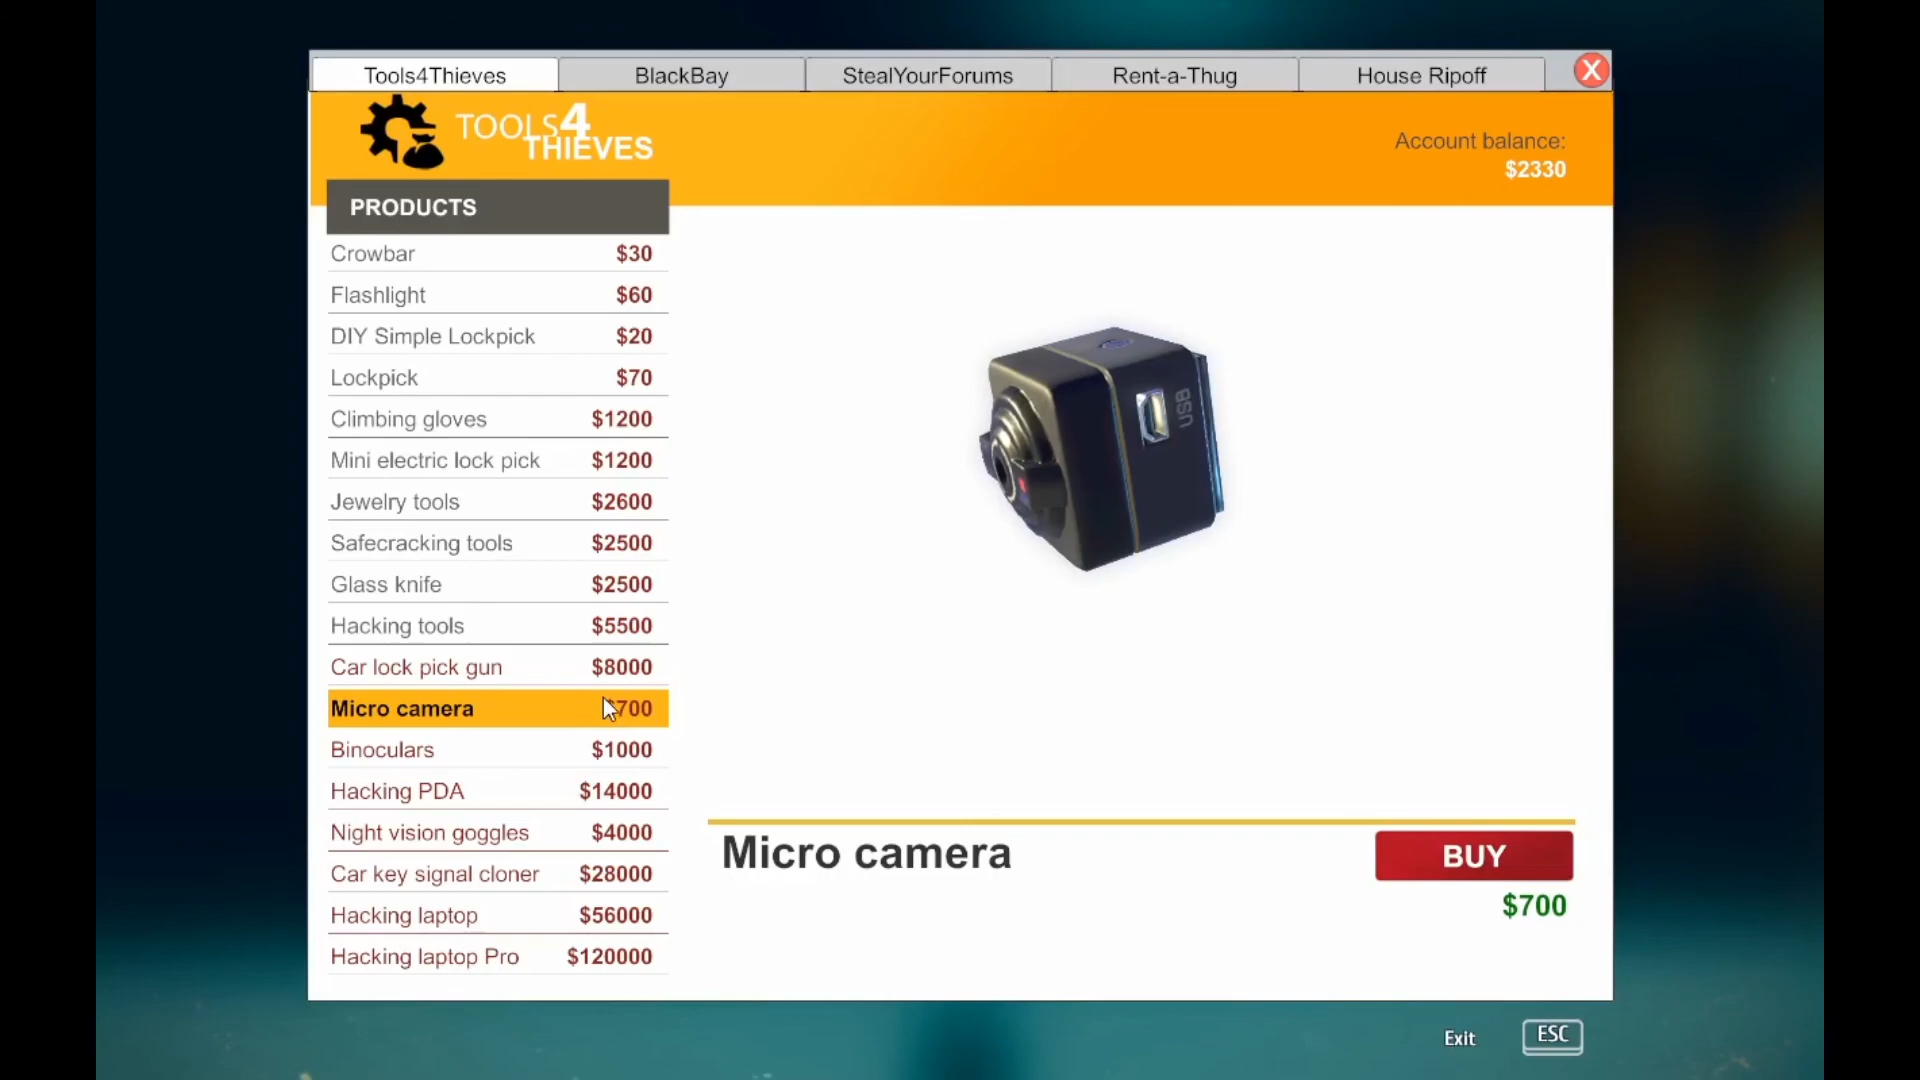 Tools4Thieves
BlackBay
StealYourForums
Rent-a-Thug
House Ripoff
X
TOOLS4
THIEVES
Account balance:
$2330
PRODUCTS
Crowbar $30
Flashlight $60
DIY Simple Lockpick $20
Lockpick $70
Climbing gloves $1200
Mini electric lock pick $1200
Jewelry tools $2600
Safecracking tools $2500
Glass knife $2500
Hacking tools $5500
Car lock pick gun $8000
Micro camera $700
Binoculars $1000
Hacking PDA $14000
Night vision goggles $4000
Car key signal cloner $28000
Hacking laptop $56000
Hacking laptop Pro $120000
USB
Micro camera
BUY
$700
Exit ESC